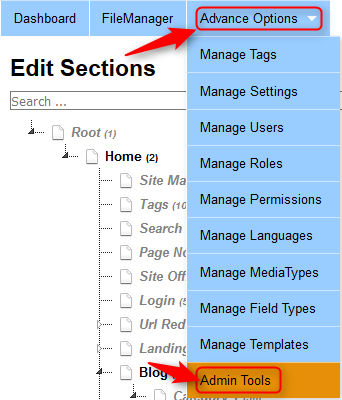 Dashboard FileManager Advance Options
Edit Sections
Search ...
Root (1)
Home (2)
Site Ma
Tags (10
Search
Page No
Site Off
Login (5
Url Red
Landing
Blog
Manage Tags
Manage Settings
Manage Users
Manage Roles
Manage Permissions
Manage Languages
Manage MediaTypes
Manage Field Types
Manage Templates
Admin Tools